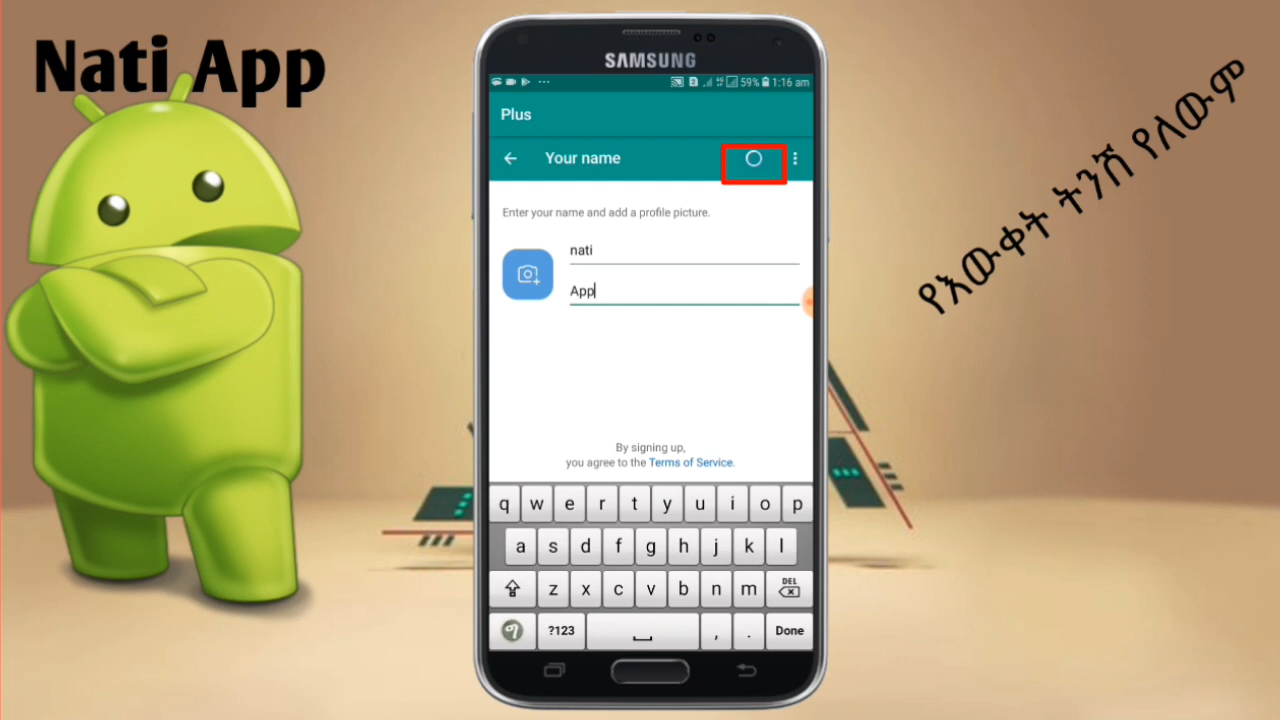 Nati App
SAMSUNG
59% 1:16 am
Plus
Your name
Enter your name and add a profile picture.
nati
App
By signing up,
you agree to the Terms of Service.
q w e r t y u i o p
a s d f g h j k l
z x c v b n m DEL
?123 , . Done
የእውቀት ትንሽ የለውም